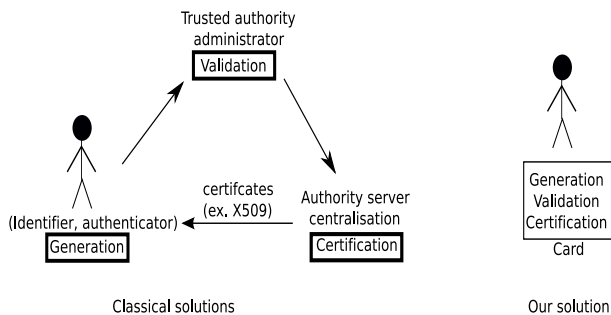 Trusted authority
administrator
Validation
certifcates
(ex. X509)
Authority server
centralisation
Certification
(Identifier, authenticator)
Generation
Classical solutions
Generation
Validation
Certification
Card
Our solution